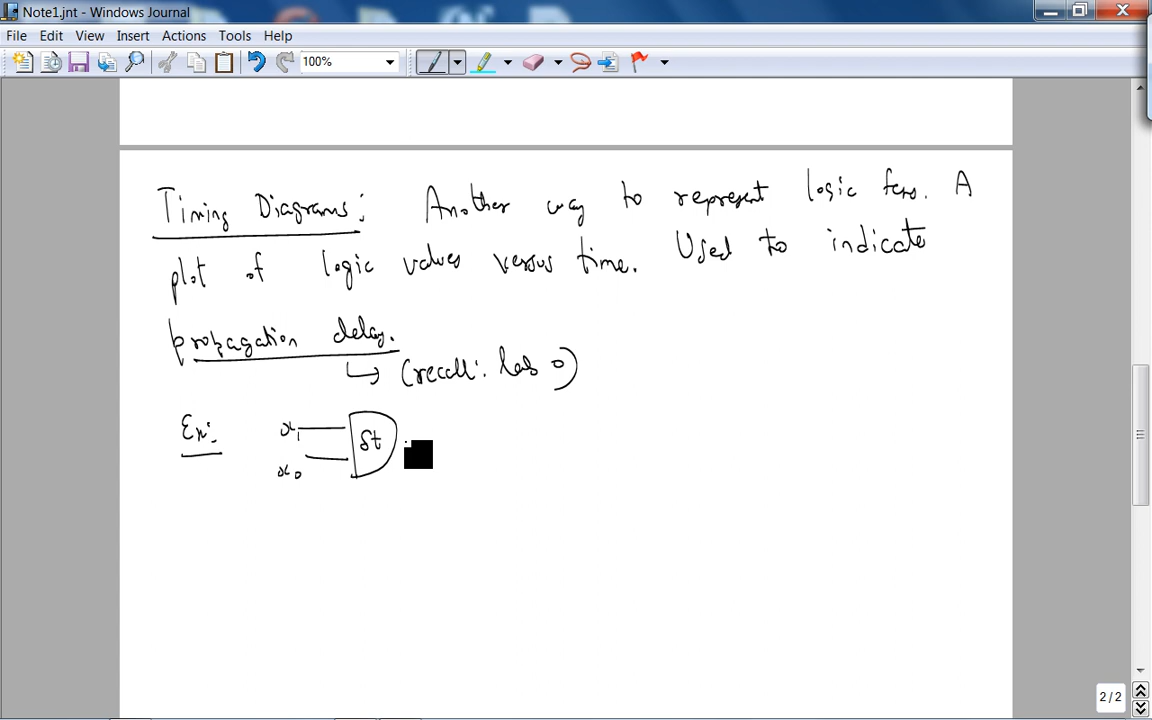 Note1.jnt - Windows Journal
File Edit View Insert Actions Tools Help
100%
Timing Diagrams: Another way to represent logic fcns. A
plot of logic values versus time. Used to indicate
propagation delay.
(recall: lab 0)
Ex:
x1
δt
x0
2 / 2